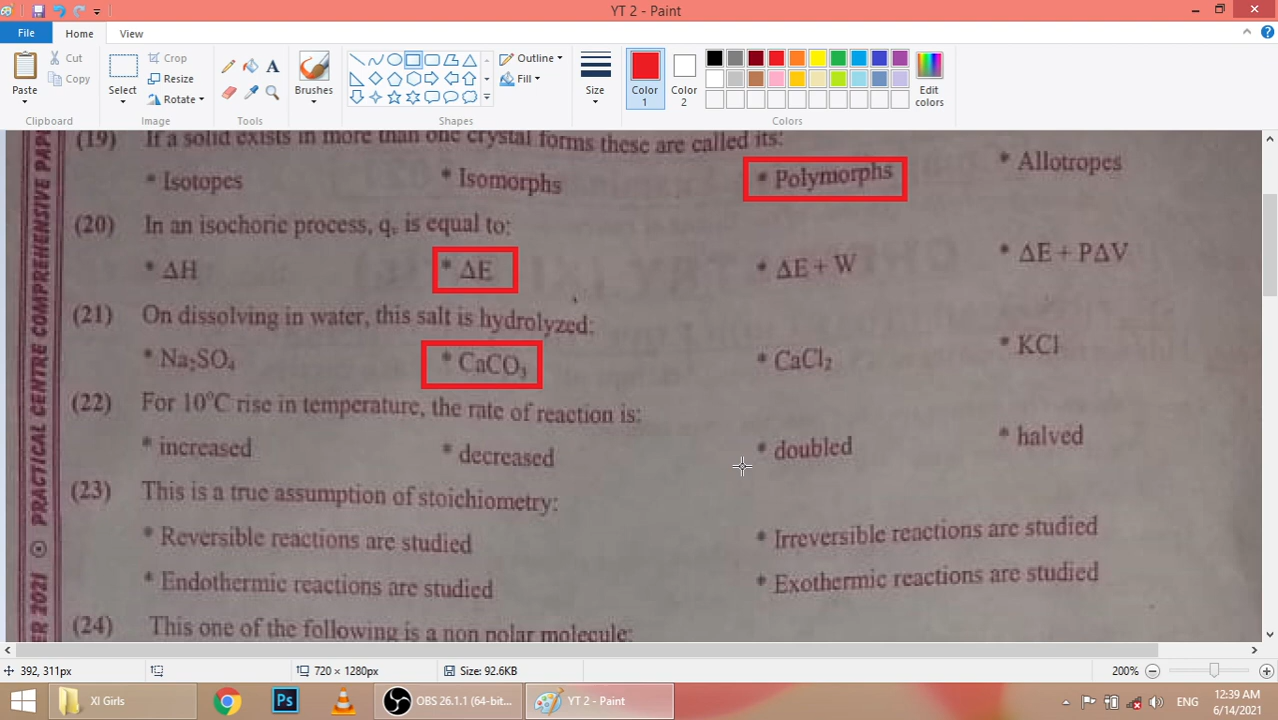 YT 2 - Paint
File Home View
Paste Cut Copy Clipboard
Select Crop Resize Rotate Image
Tools
Brushes
Outline Fill Shapes
Size
Color 1 Color 2 Edit colors Colors
(19) If a solid exists in more than one crystal forms these are called its:
* Isotopes * Isomorphs * Polymorphs * Allotropes
(20) In an isochoric process, qv is equal to:
* ΔH * ΔE * ΔE + W * ΔE + PΔV
(21) On dissolving in water, this salt is hydrolyzed:
* Na₂SO₄ * CaCO₃ * CaCl₂ * KCl
(22) For 10°C rise in temperature, the rate of reaction is:
* increased * decreased * doubled * halved
(23) This is a true assumption of stoichiometry:
* Reversible reactions are studied * Irreversible reactions are studied
* Endothermic reactions are studied * Exothermic reactions are studied
(24) This one of the following is a non polar molecule:
ER 2021 PRACTICAL CENTRE COMPREHENSIVE PAP
392, 311px 720 × 1280px Size: 92.6KB 200%
XI Girls Ps OBS 26.1.1 (64-bit... YT 2 - Paint ENG 12:39 AM
6/14/2021